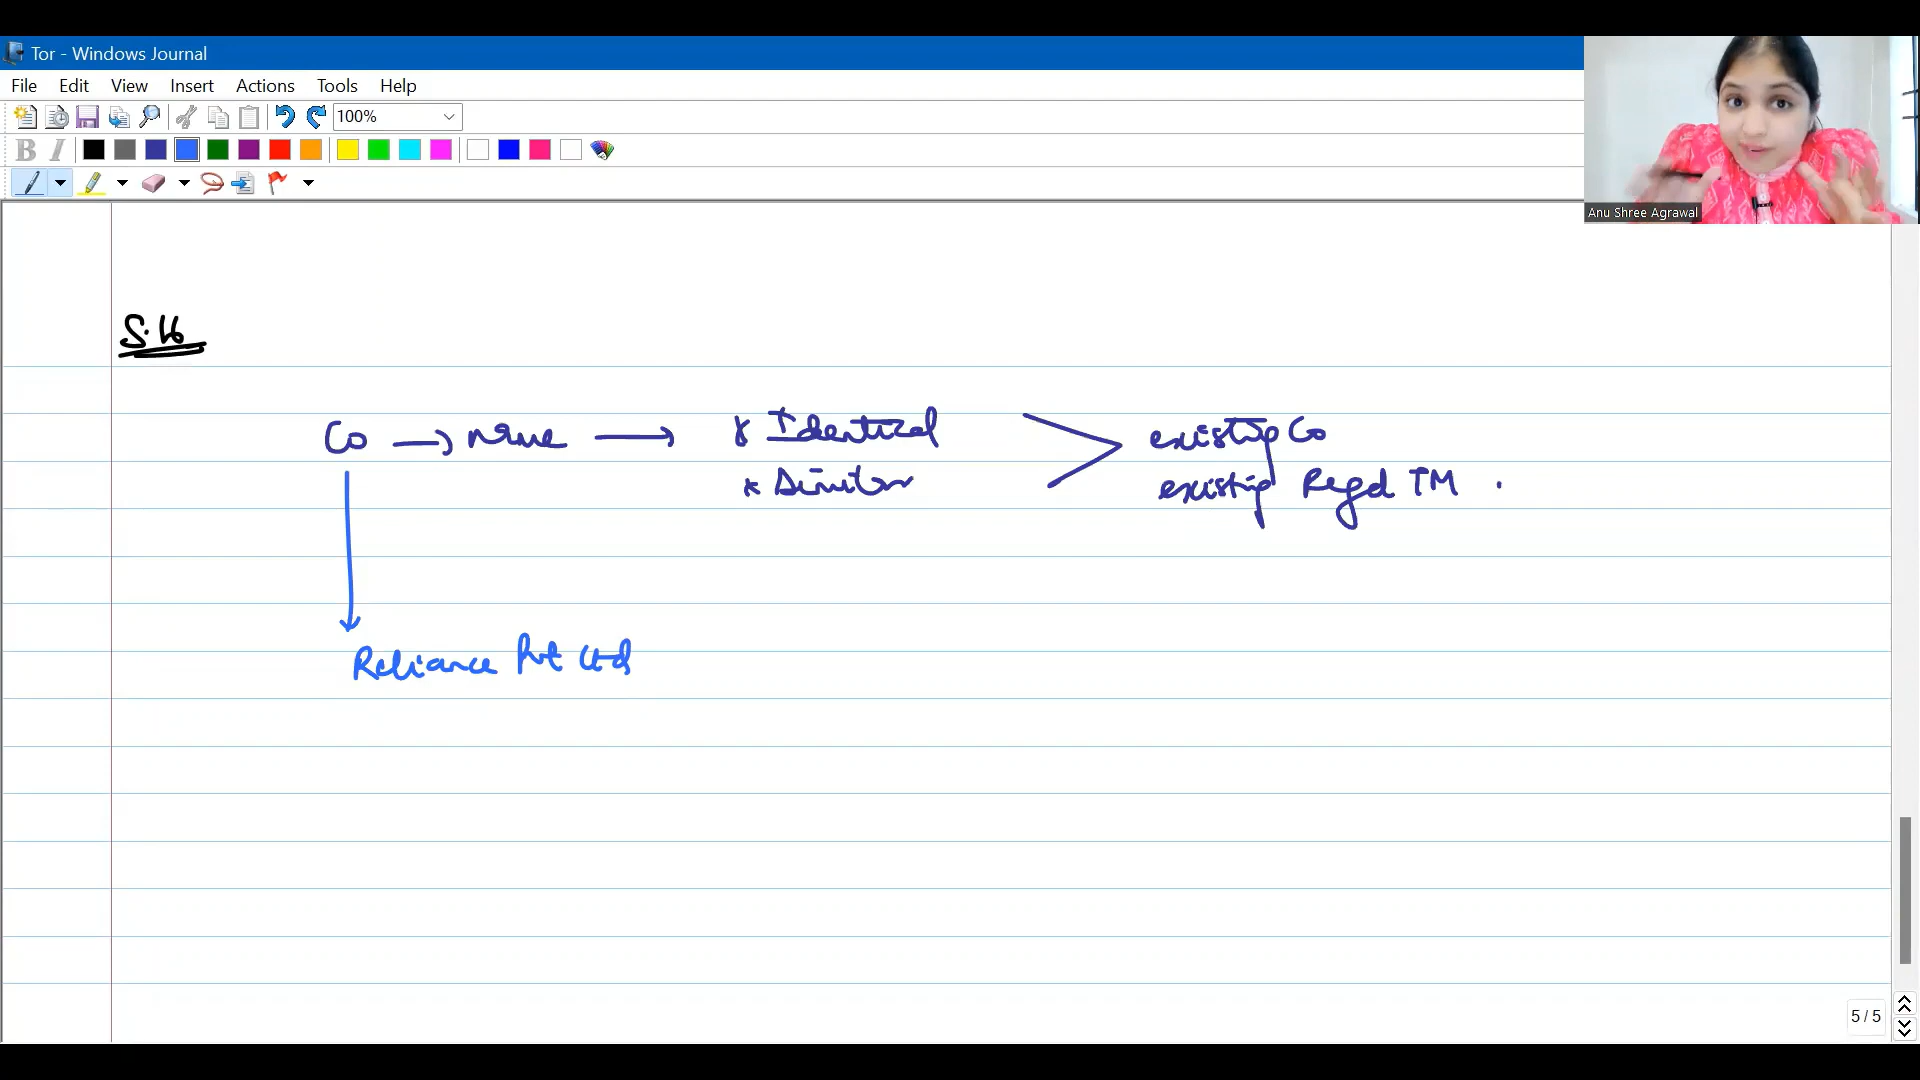 Tor - Windows Journal
File Edit View Insert Actions Tools Help
100%
Anu Shree Agrawal
S.16
Co → Name → * Identical
* Similar
existing Co
existing Regd TM .
Reliance Pvt Ltd
5 / 5